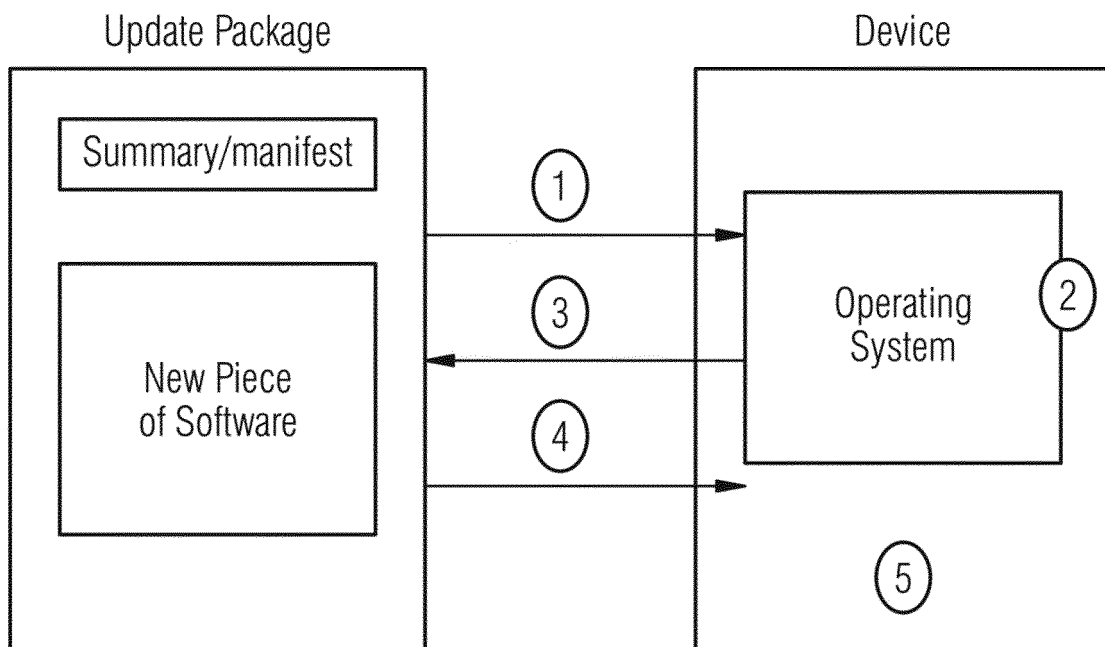 Update Package
Device
Summary/manifest
1
3
Operating
System
2
New Piece
of Software
4
5